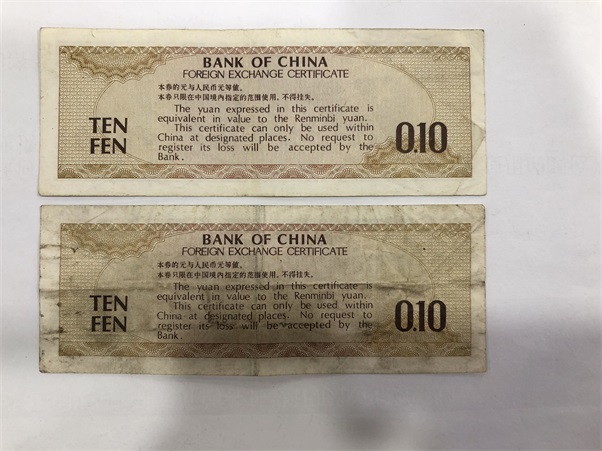 BANK OF CHINA
FOREIGN EXCHANGE CERTIFICATE
本券的元与人民币元等值。
本券只限在中国境内指定的范围使用,不得挂失。
The yuan expressed in this certificate is
equivalent in value to the Renminbi yuan.
This certificate can only be used within
China at designated places. No request to
register its loss will be accepted by the
Bank.
TEN
FEN
0.10
BANK OF CHINA
FOREIGN EXCHANGE CERTIFICATE
本券的元与人民币元等值。
本券只限在中国境内指定的范围使用,不得挂失。
The yuan expressed in this certificate is
equivalent in value to the Renminbi yuan.
This certificate can only be used within
China at designated places. No request to
register its loss will be accepted by the
Bank.
TEN
FEN
0.10